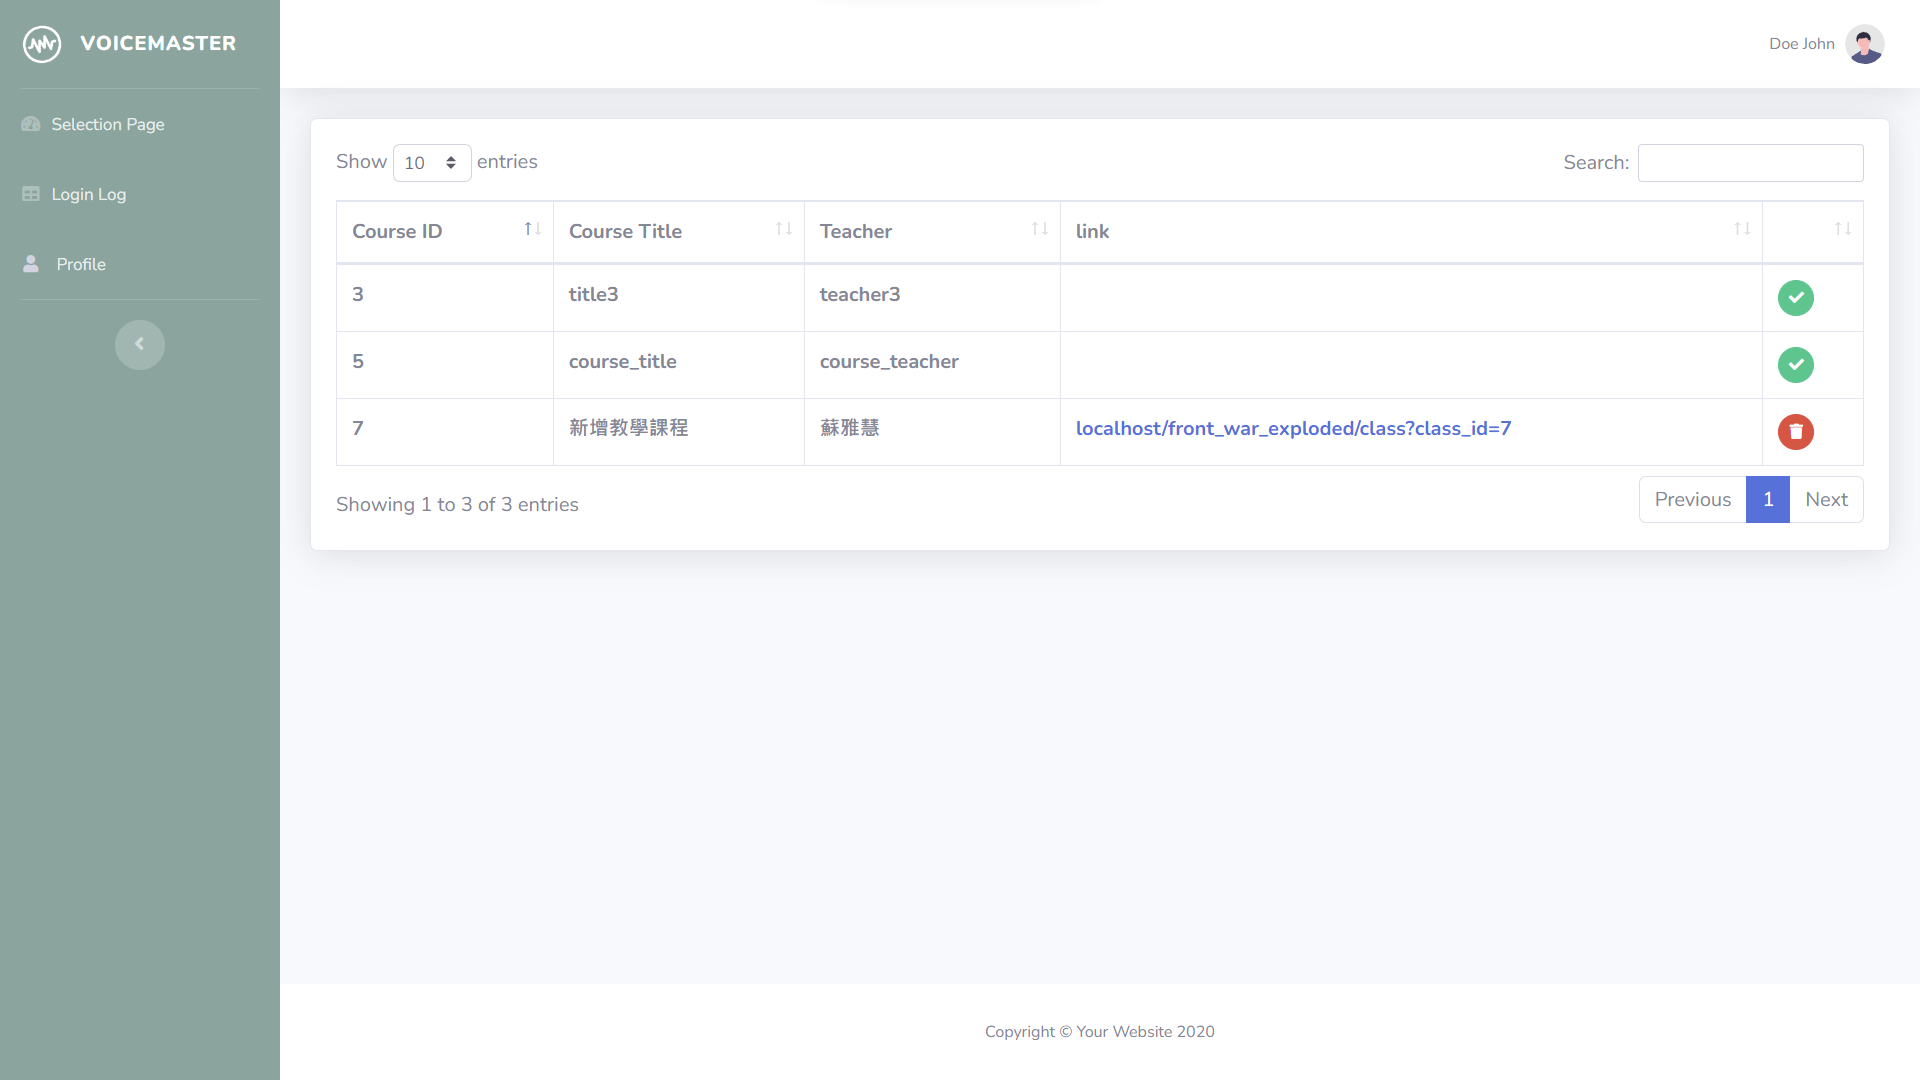 VOICEMASTER
Doe John
Selection Page
Login Log
Profile
Show 10 entries
Search:
Course ID Course Title Teacher link
3 title3 teacher3
5 course_title course_teacher
7 新增教學課程 蘇雅慧 localhost/front_war_exploded/class?class_id=7
Showing 1 to 3 of 3 entries
Previous 1 Next
Copyright © Your Website 2020